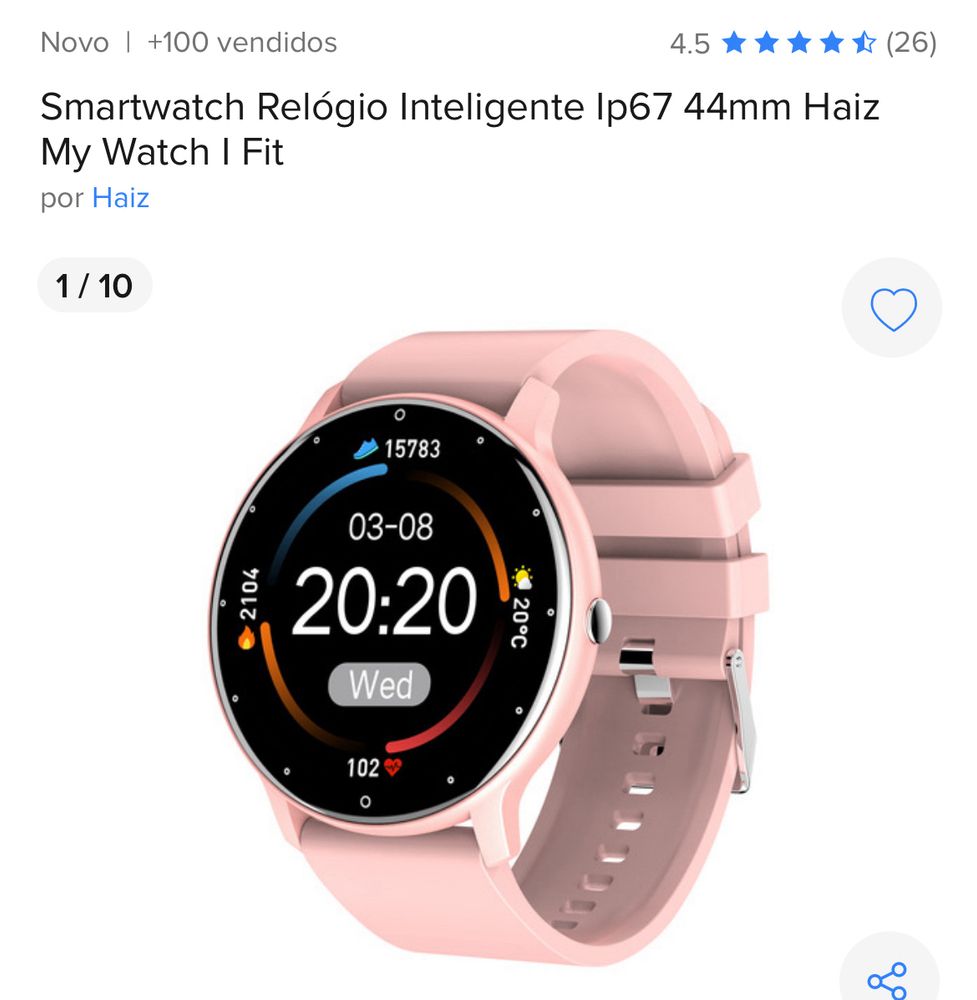 Novo | +100 vendidos
4.5 (26)
Smartwatch Relógio Inteligente Ip67 44mm Haiz
My Watch I Fit
por Haiz
1 / 10
15783
03-08
2104
20:20
20°C
Wed
102